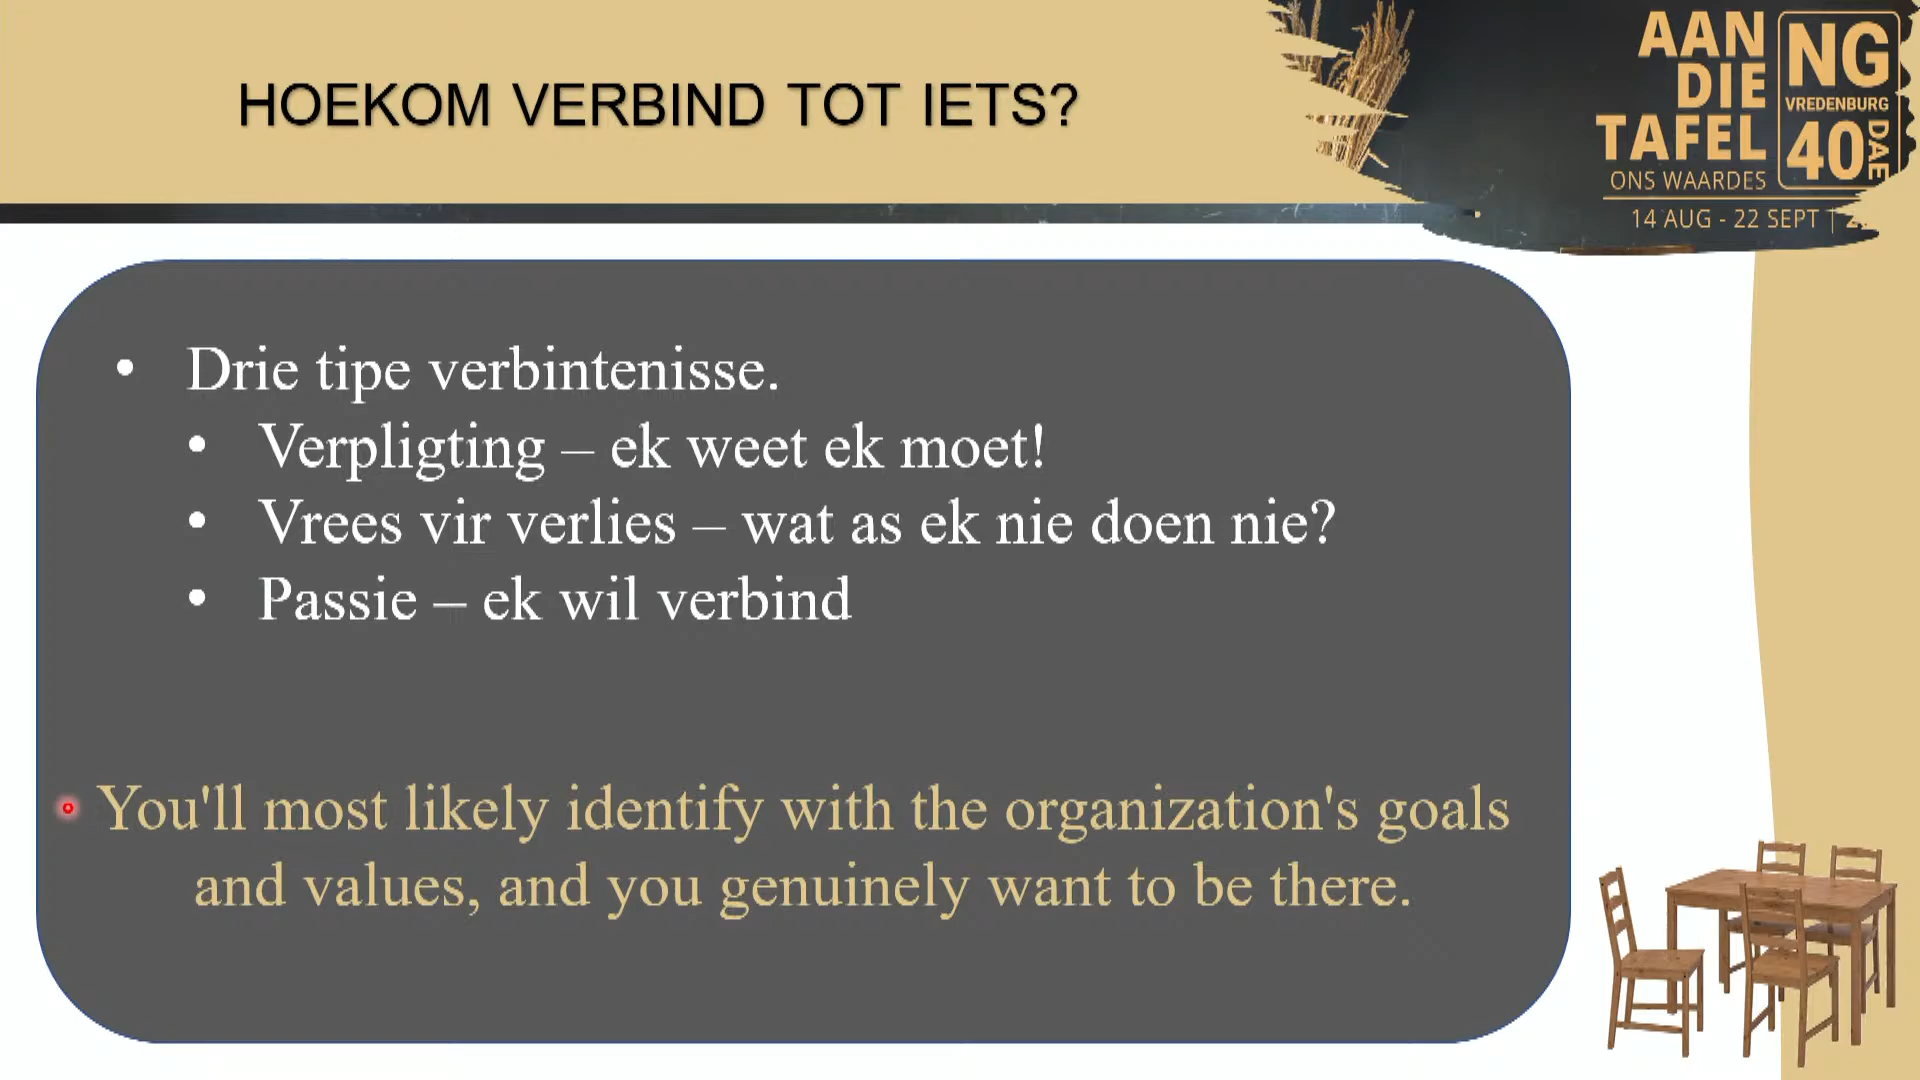 HOEKOM VERBIND TOT IETS?
AAN
DIE
TAFEL
ONS WAARDES
NG
VREDENBURG
40
DAE
14 AUG - 22 SEPT |
• Drie tipe verbintenisse.
• Verpligting – ek weet ek moet!
• Vrees vir verlies – wat as ek nie doen nie?
• Passie – ek wil verbind
You'll most likely identify with the organization's goals
and values, and you genuinely want to be there.